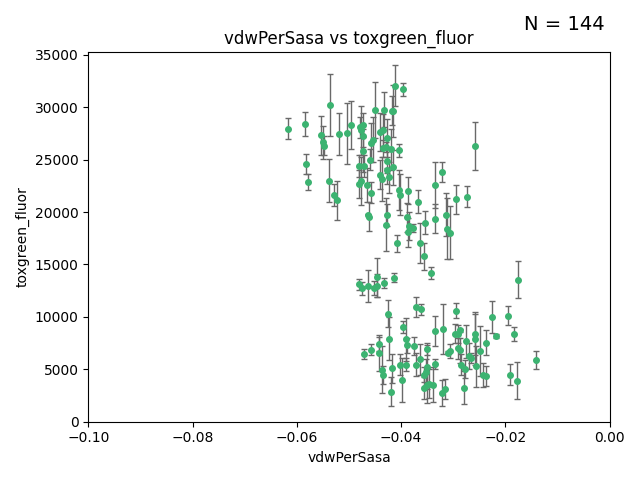 N = 144
vdwPerSasa vs toxgreen_fluor
35000
30000
25000
20000
15000
10000
5000
0
toxgreen_fluor
−0.10 −0.08 −0.06 −0.04 −0.02 0.00
vdwPerSasa